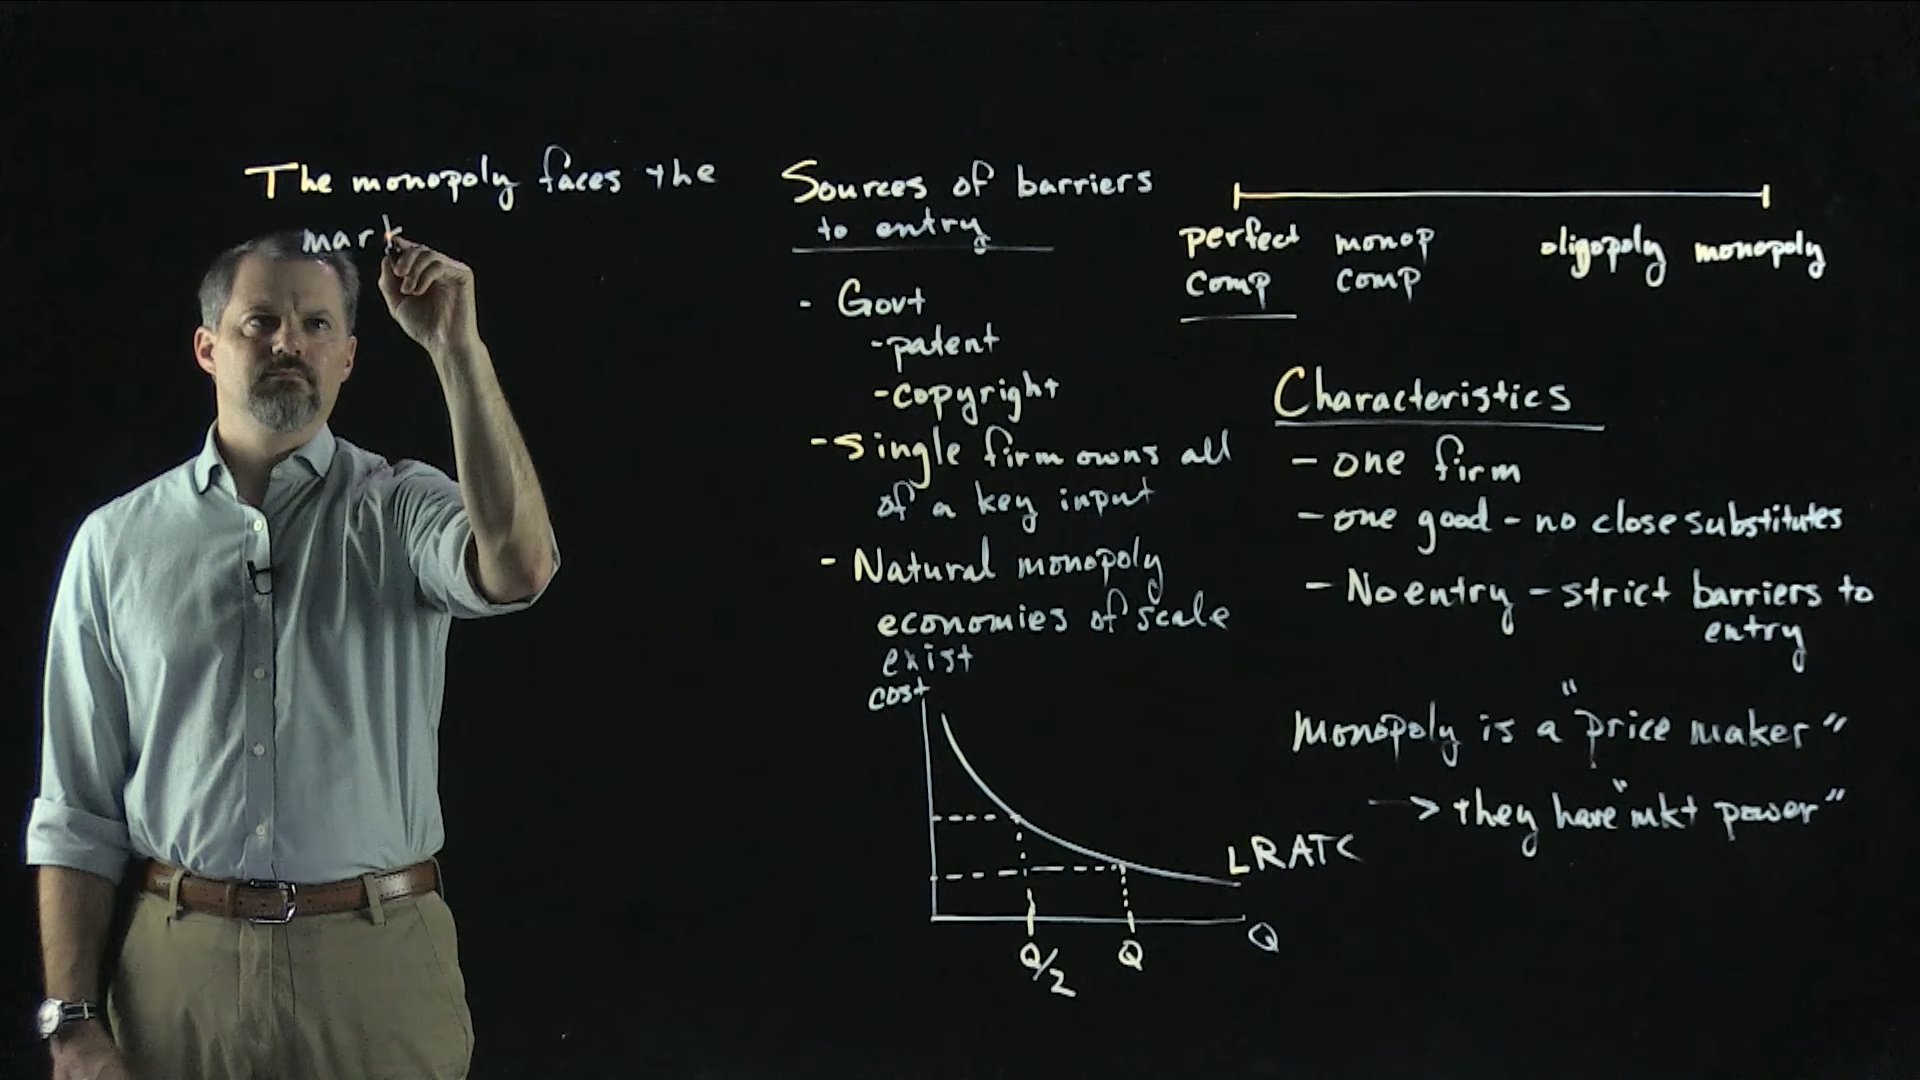 The monopoly faces the
mark
Sources of barriers
to entry
- Govt
-patent
-copyright
-single firm owns all
of a key input
- Natural monopoly
economies of scale
exist
cost
LRATC
Q/2
Q
Q
perfect
comp
monop
comp
oligopoly
monopoly
Characteristics
- one firm
- one good - no close substitutes
- No entry - strict barriers to
entry
Monopoly is a "price maker"
-> they have "mkt power"